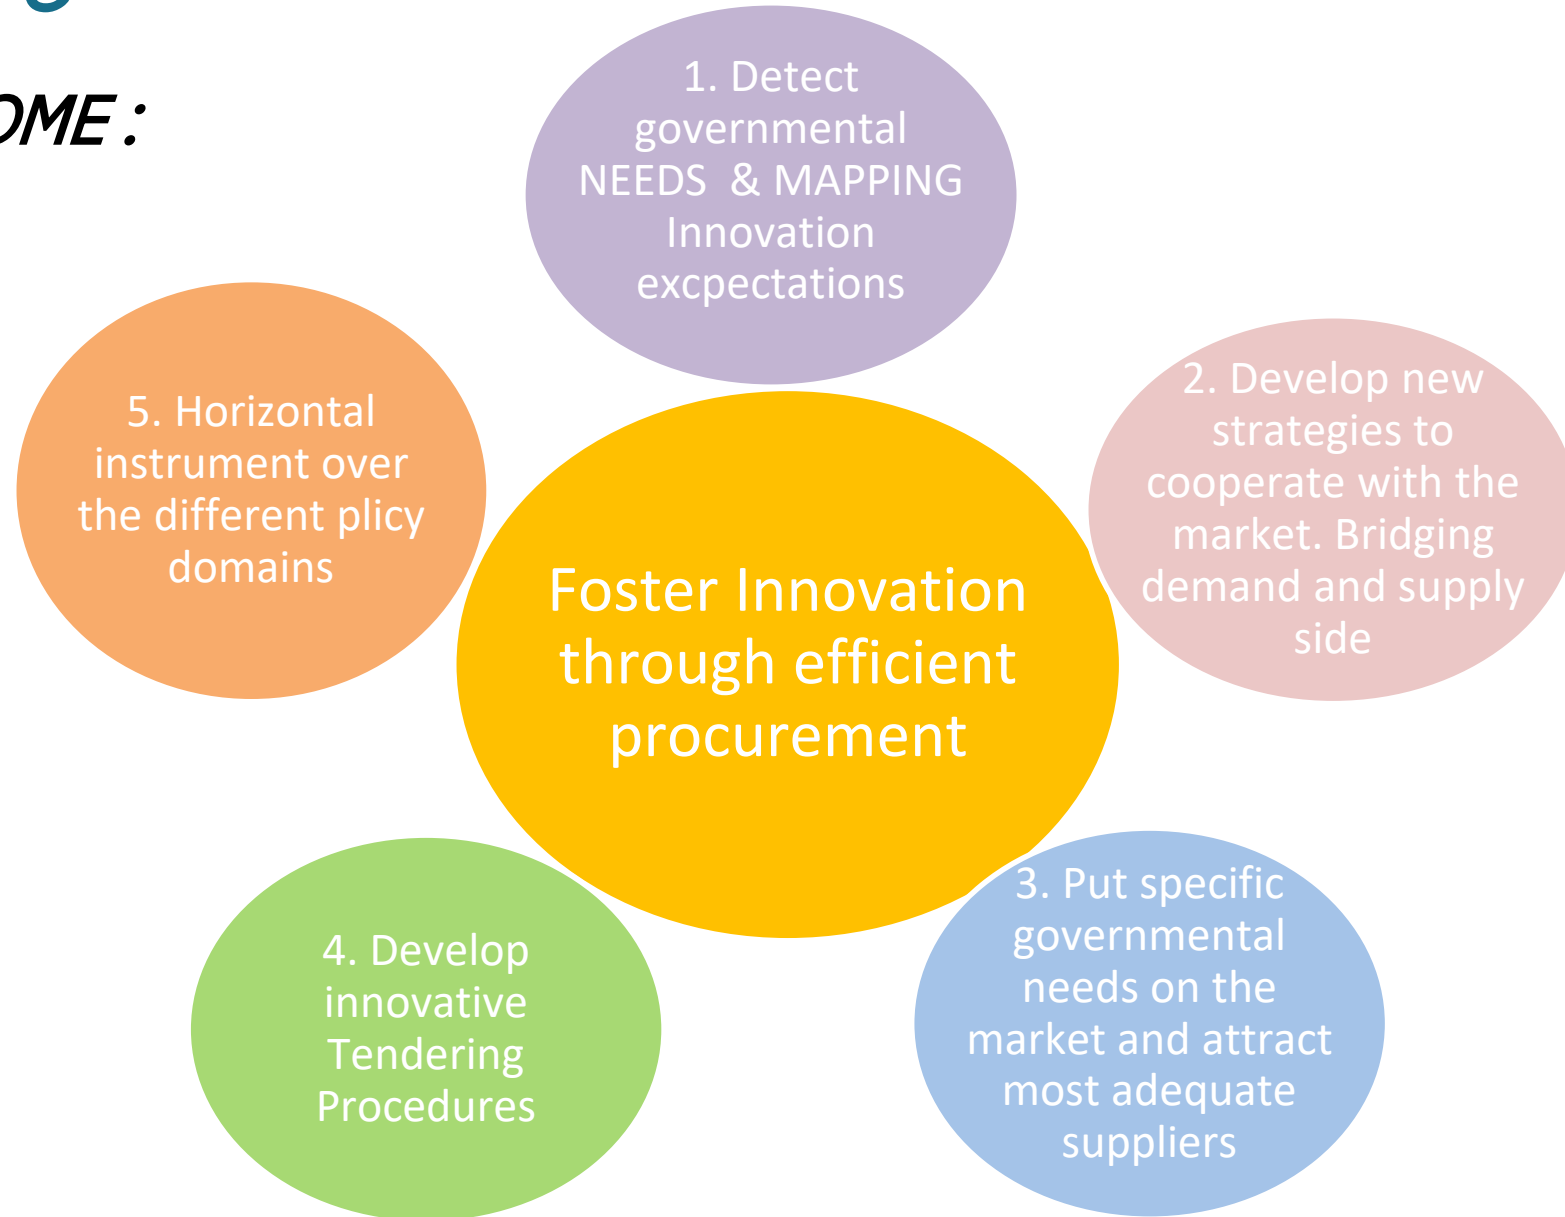 OME:
1. Detect
governmental
NEEDS & MAPPING
Innovation
excpectations
2. Develop new
strategies to
cooperate with the
market. Bridging
demand and supply
side
3. Put specific
governmental
needs on the
market and attract
most adequate
suppliers
4. Develop
innovative
Tendering
Procedures
5. Horizontal
instrument over
the different plicy
domains
Foster Innovation
through efficient
procurement